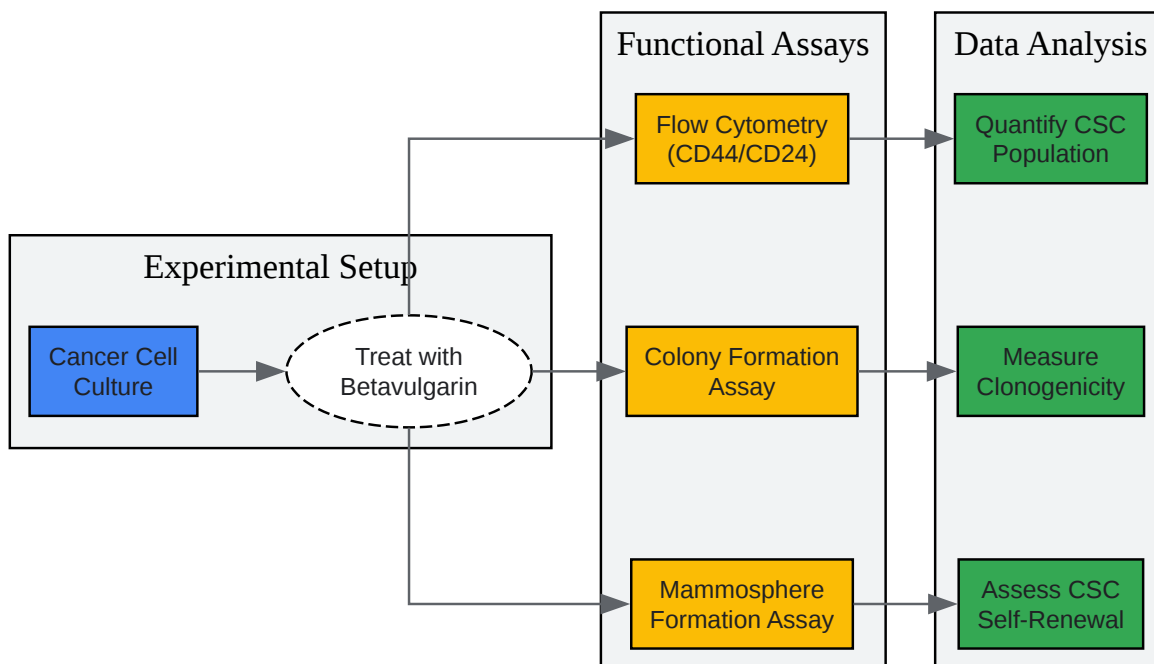 Functional Assays
Data Analysis
Flow Cytometry
(CD44/CD24)
Quantify CSC
Population
Experimental Setup
Cancer Cell
Culture
Treat with
Betavulgarin
Colony Formation
Assay
Measure
Clonogenicity
Mammosphere
Formation Assay
Assess CSC
Self-Renewal